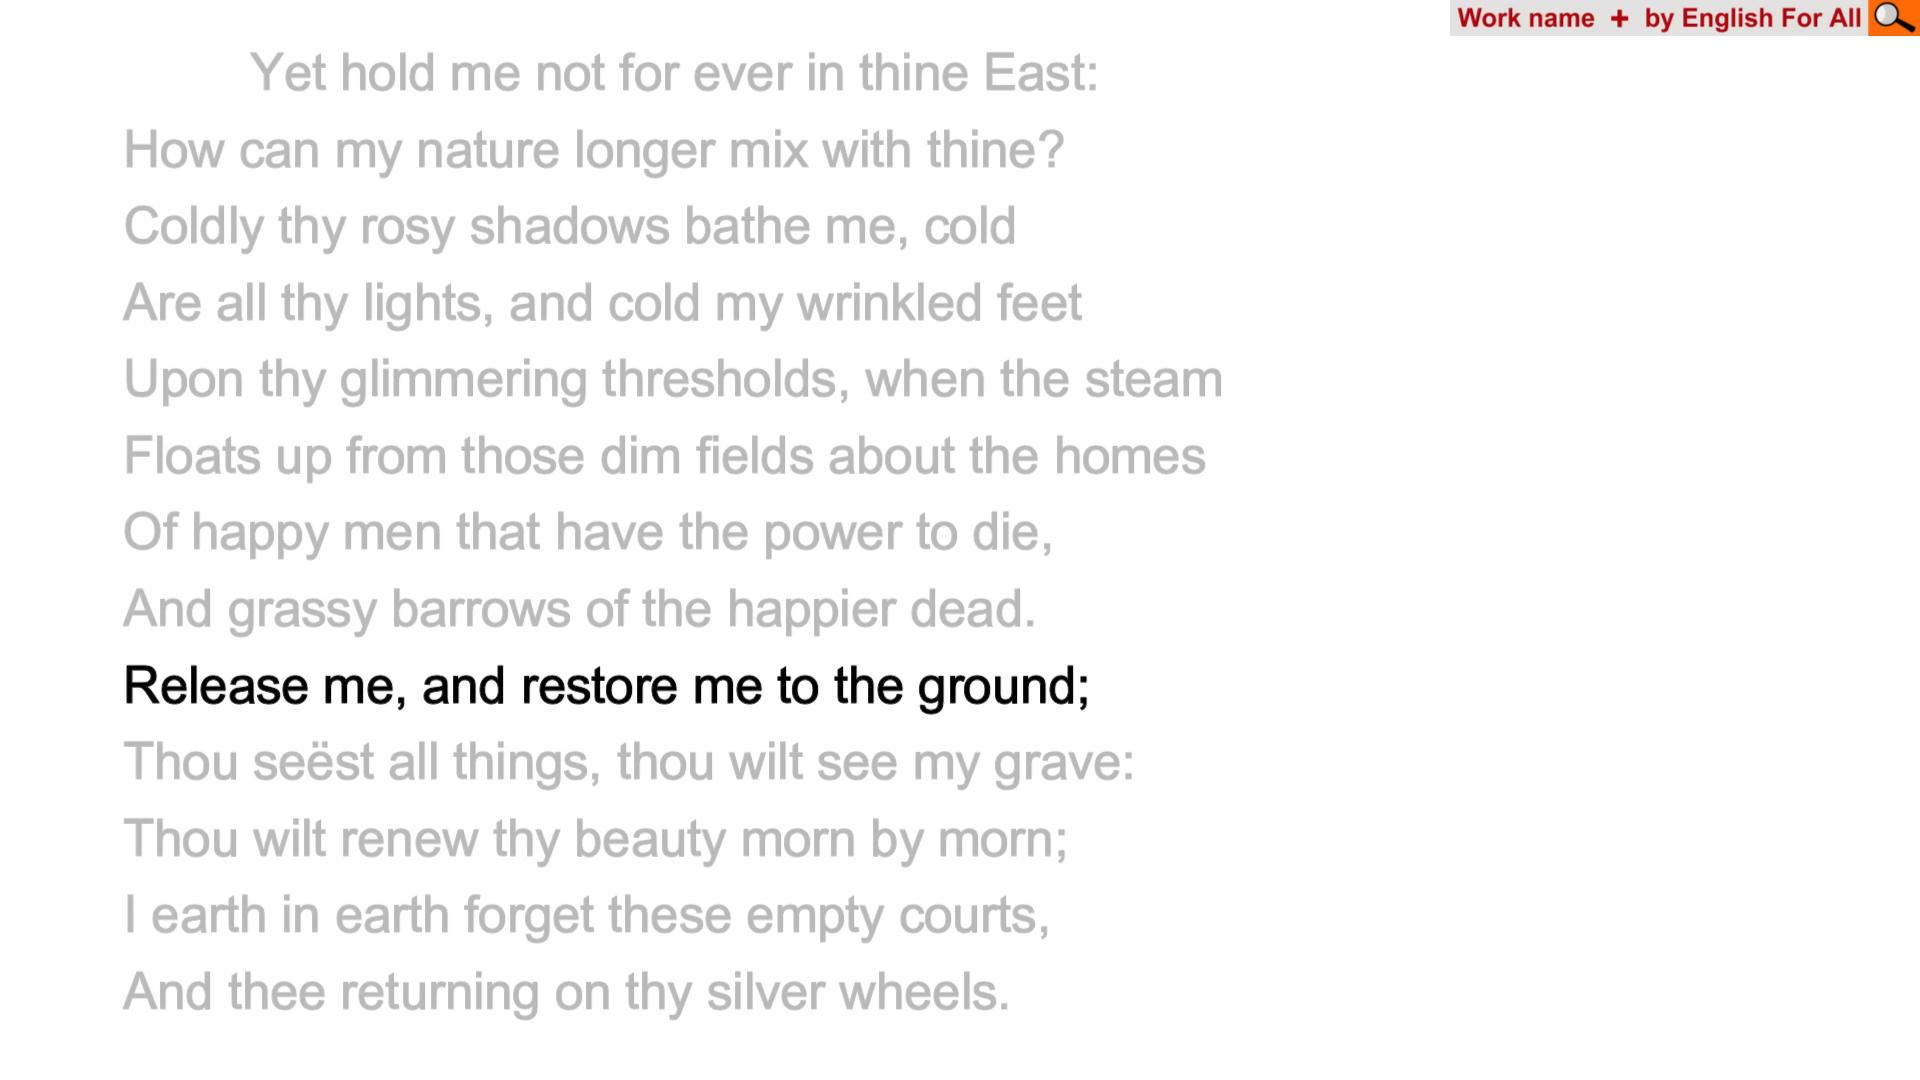 Work name + by English For All
Yet hold me not for ever in thine East:
How can my nature longer mix with thine?
Coldly thy rosy shadows bathe me, cold
Are all thy lights, and cold my wrinkled feet
Upon thy glimmering thresholds, when the steam
Floats up from those dim fields about the homes
Of happy men that have the power to die,
And grassy barrows of the happier dead.
Release me, and restore me to the ground;
Thou seëst all things, thou wilt see my grave:
Thou wilt renew thy beauty morn by morn;
I earth in earth forget these empty courts,
And thee returning on thy silver wheels.